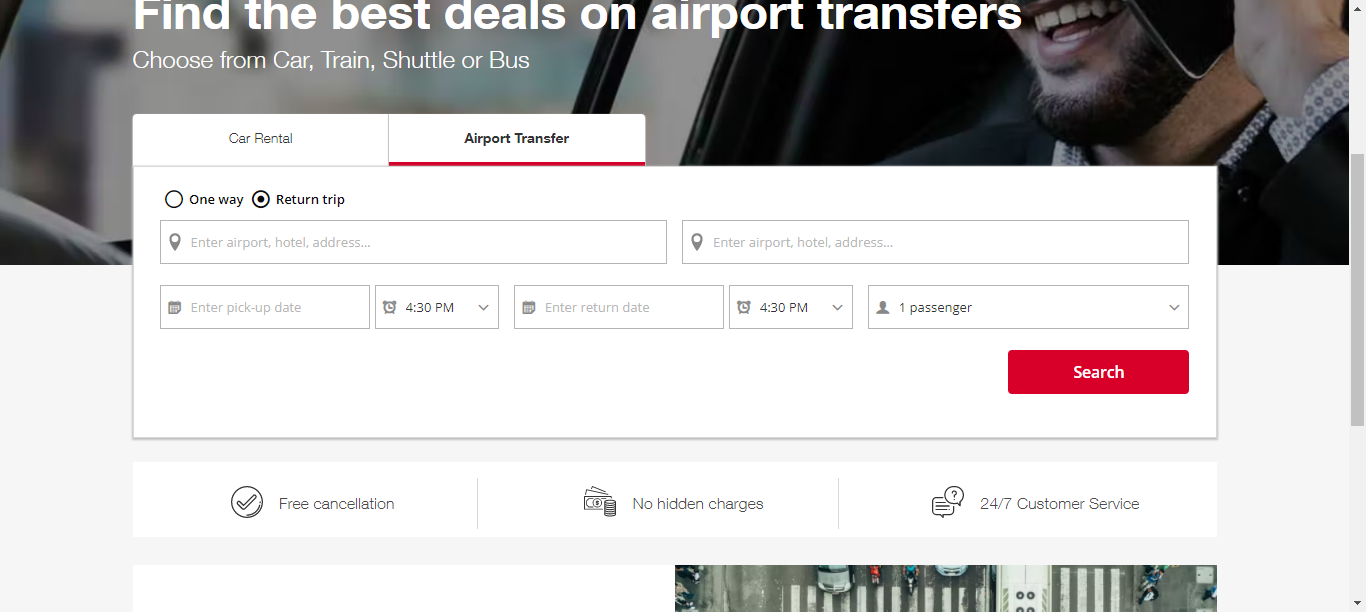 Find the best deals on airport transfers
Choose from Car, Train, Shuttle or Bus
Car Rental
Airport Transfer
One way
Return trip
Enter airport, hotel, address...
Enter airport, hotel, address...
Enter pick-up date
4:30 PM
Enter return date
4:30 PM
1 passenger
Search
Free cancellation
No hidden charges
24/7 Customer Service